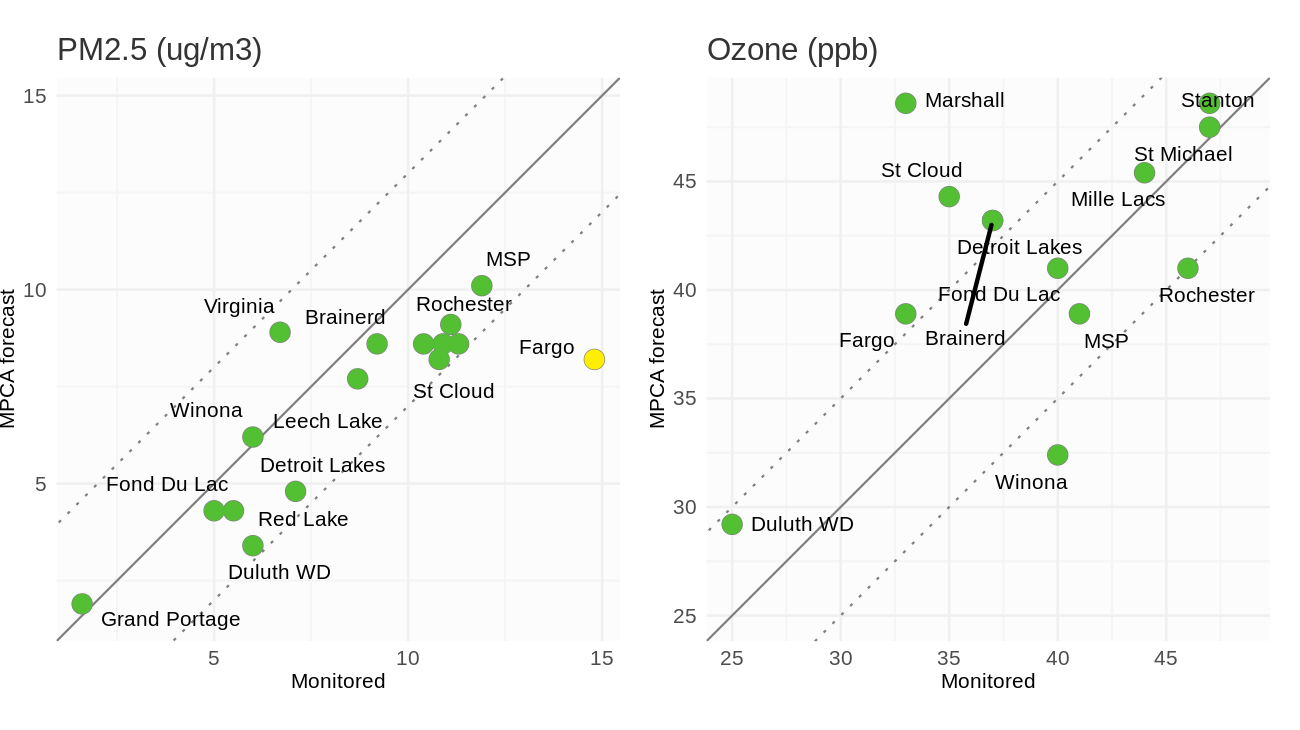 PM2.5 (ug/m3)
15
10
5
MPCA forecast
MSP
Rochester
Virginia
Brainerd
Fargo
St Cloud
Winona
Leech Lake
Detroit Lakes
Fond Du Lac
Red Lake
Duluth WD
Grand Portage
5 10 15
Monitored
Ozone (ppb)
45
40
35
30
25
MPCA forecast
Marshall
Stanton
St Michael
St Cloud
Mille Lacs
Detroit Lakes
Fond Du Lac
Rochester
Fargo
Brainerd
MSP
Winona
Duluth WD
25 30 35 40 45
Monitored